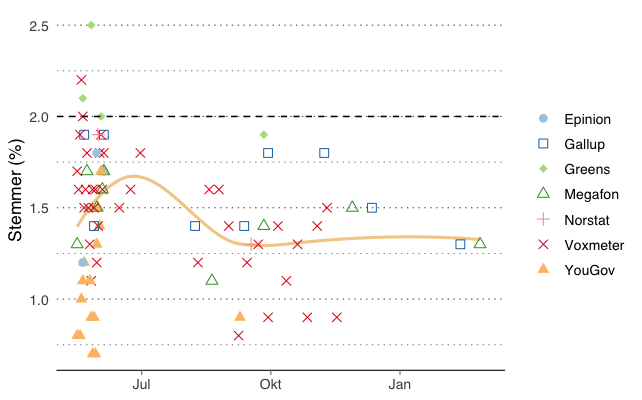 2.5
2.0
1.5
1.0
Stemmer (%)
Jul
Okt
Jan
Epinion
Gallup
Greens
Megafon
Norstat
Voxmeter
YouGov